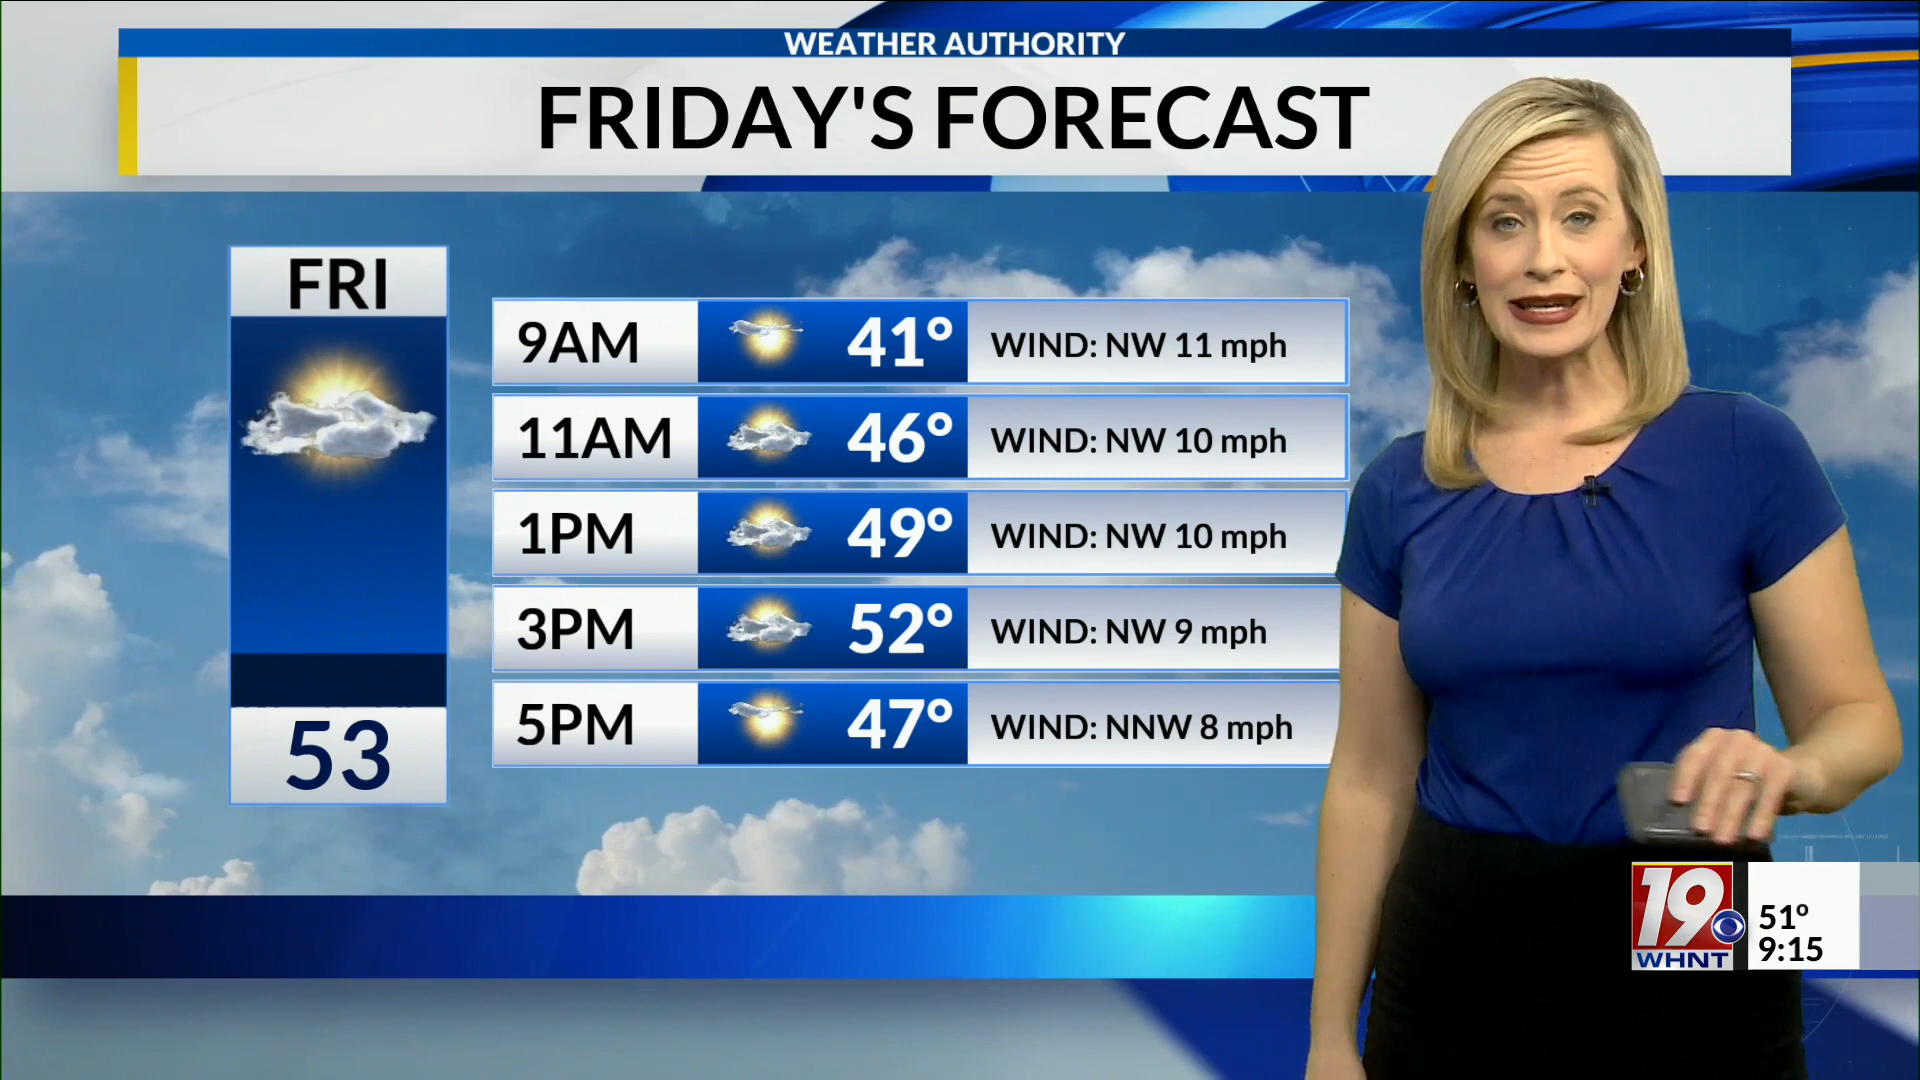 WEATHER AUTHORITY
FRIDAY'S FORECAST
FRI
53
9AM 41° WIND: NW 11 mph
11AM 46° WIND: NW 10 mph
1PM 49° WIND: NW 10 mph
3PM 52° WIND: NW 9 mph
5PM 47° WIND: NNW 8 mph
19
WHNT
51°
9:15